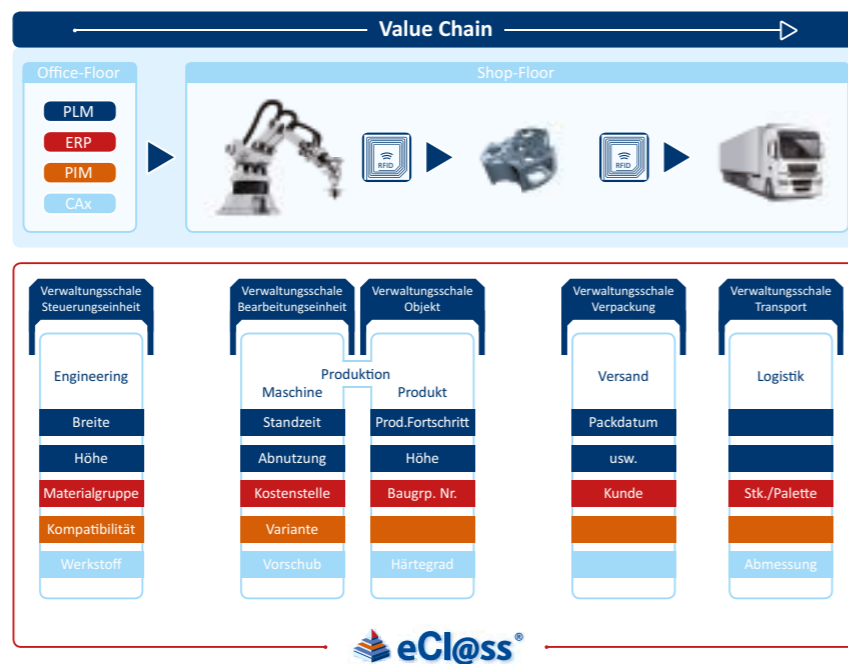 Value Chain
Office-Floor
Shop-Floor
PLM
ERP
PIM
CAx
RFID
RFID
Verwaltungsschale
Steuerungseinheit
Verwaltungsschale
Bearbeitungseinheit
Verwaltungsschale
Objekt
Verwaltungsschale
Verpackung
Verwaltungsschale
Transport
Engineering
Produktion
Maschine
Produkt
Versand
Logistik
Breite
Standzeit
Prod.Fortschritt
Packdatum
Höhe
Abnutzung
Höhe
usw.
Materialgruppe
Kostenstelle
Baugrp. Nr.
Kunde
Stk./Palette
Kompatibilität
Variante
Werkstoff
Vorschub
Härtegrad
Abmessung
eCl@ss®